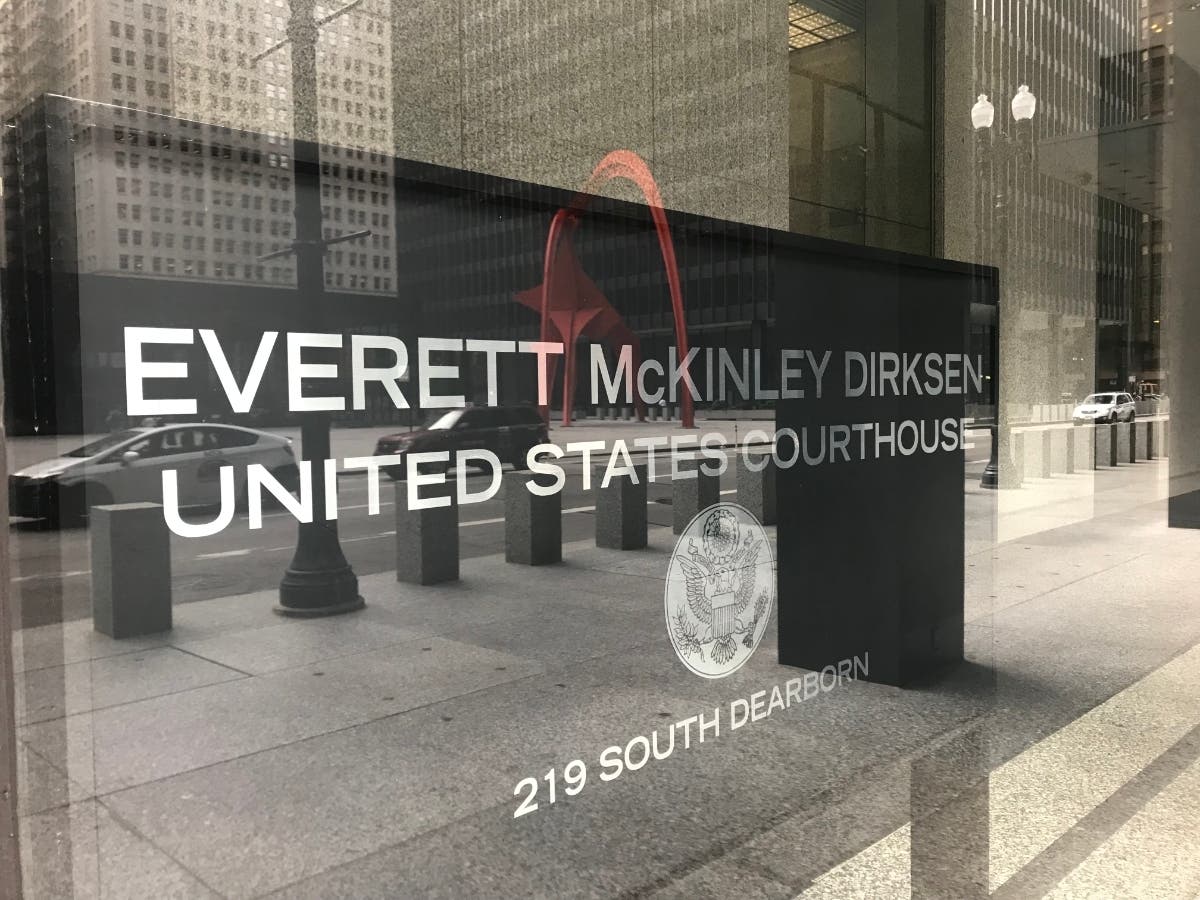 EVERETT McKINLEY DIRKSEN
UNITED STATES COURTHOUSE
219 SOUTH DEARBORN